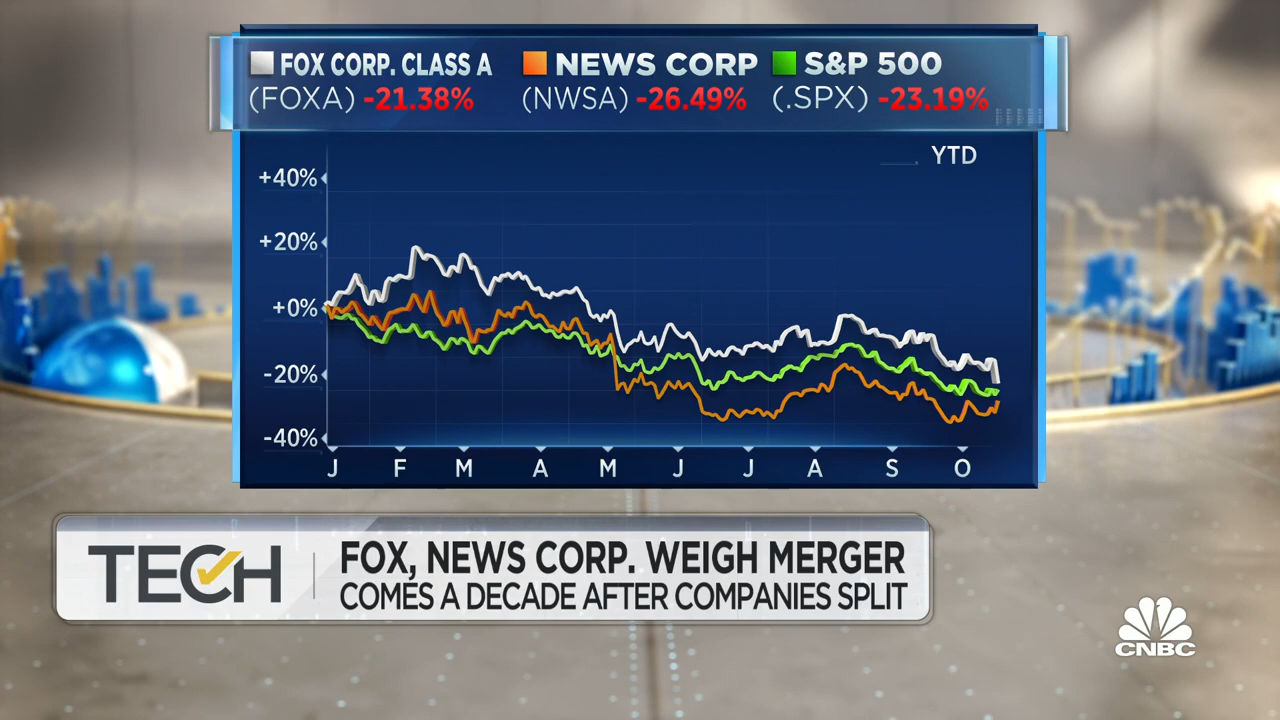 FOX CORP. CLASS A
(FOXA) -21.38%
NEWS CORP
(NWSA) -26.49%
S&P 500
(.SPX) -23.19%
YTD
+40%
+20%
+0%
-20%
-40%
J F M A M J J A S O
TECH
FOX, NEWS CORP. WEIGH MERGER
COMES A DECADE AFTER COMPANIES SPLIT
CNBC